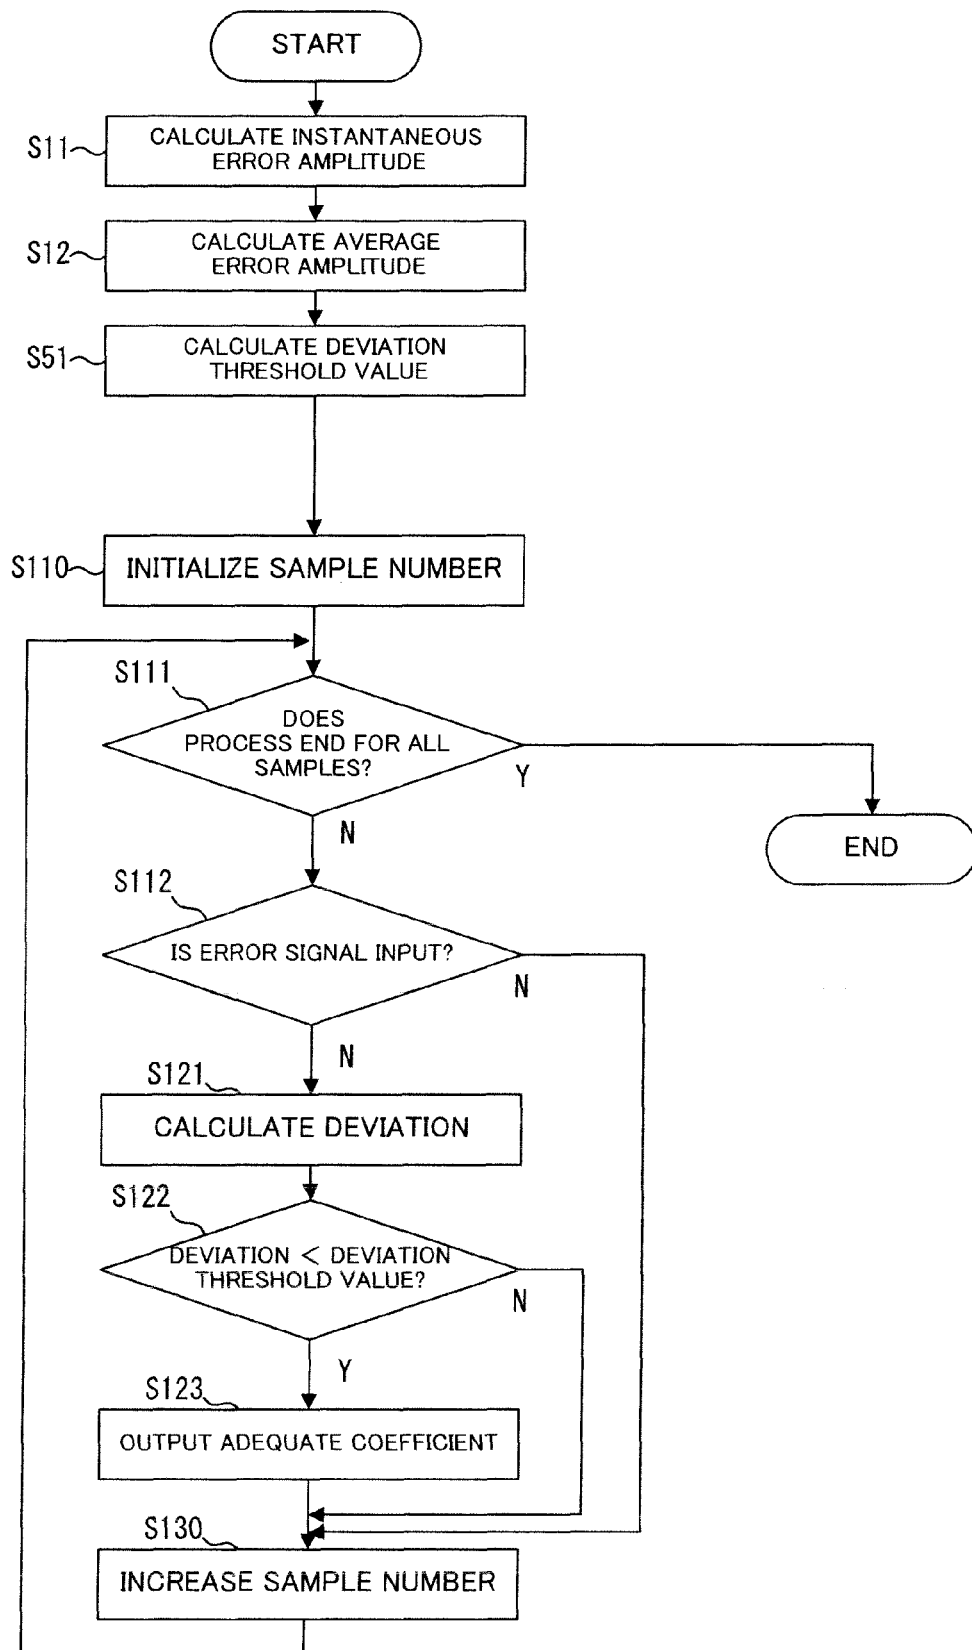 START
S11
CALCULATE INSTANTANEOUS
ERROR AMPLITUDE
S12
CALCULATE AVERAGE
ERROR AMPLITUDE
S51
CALCULATE DEVIATION
THRESHOLD VALUE
S110
INITIALIZE SAMPLE NUMBER
S111
DOES
PROCESS END FOR ALL
SAMPLES?
Y
N
END
S112
IS ERROR SIGNAL INPUT?
N
N
S121
CALCULATE DEVIATION
S122
DEVIATION < DEVIATION
THRESHOLD VALUE?
N
Y
S123
OUTPUT ADEQUATE COEFFICIENT
S130
INCREASE SAMPLE NUMBER